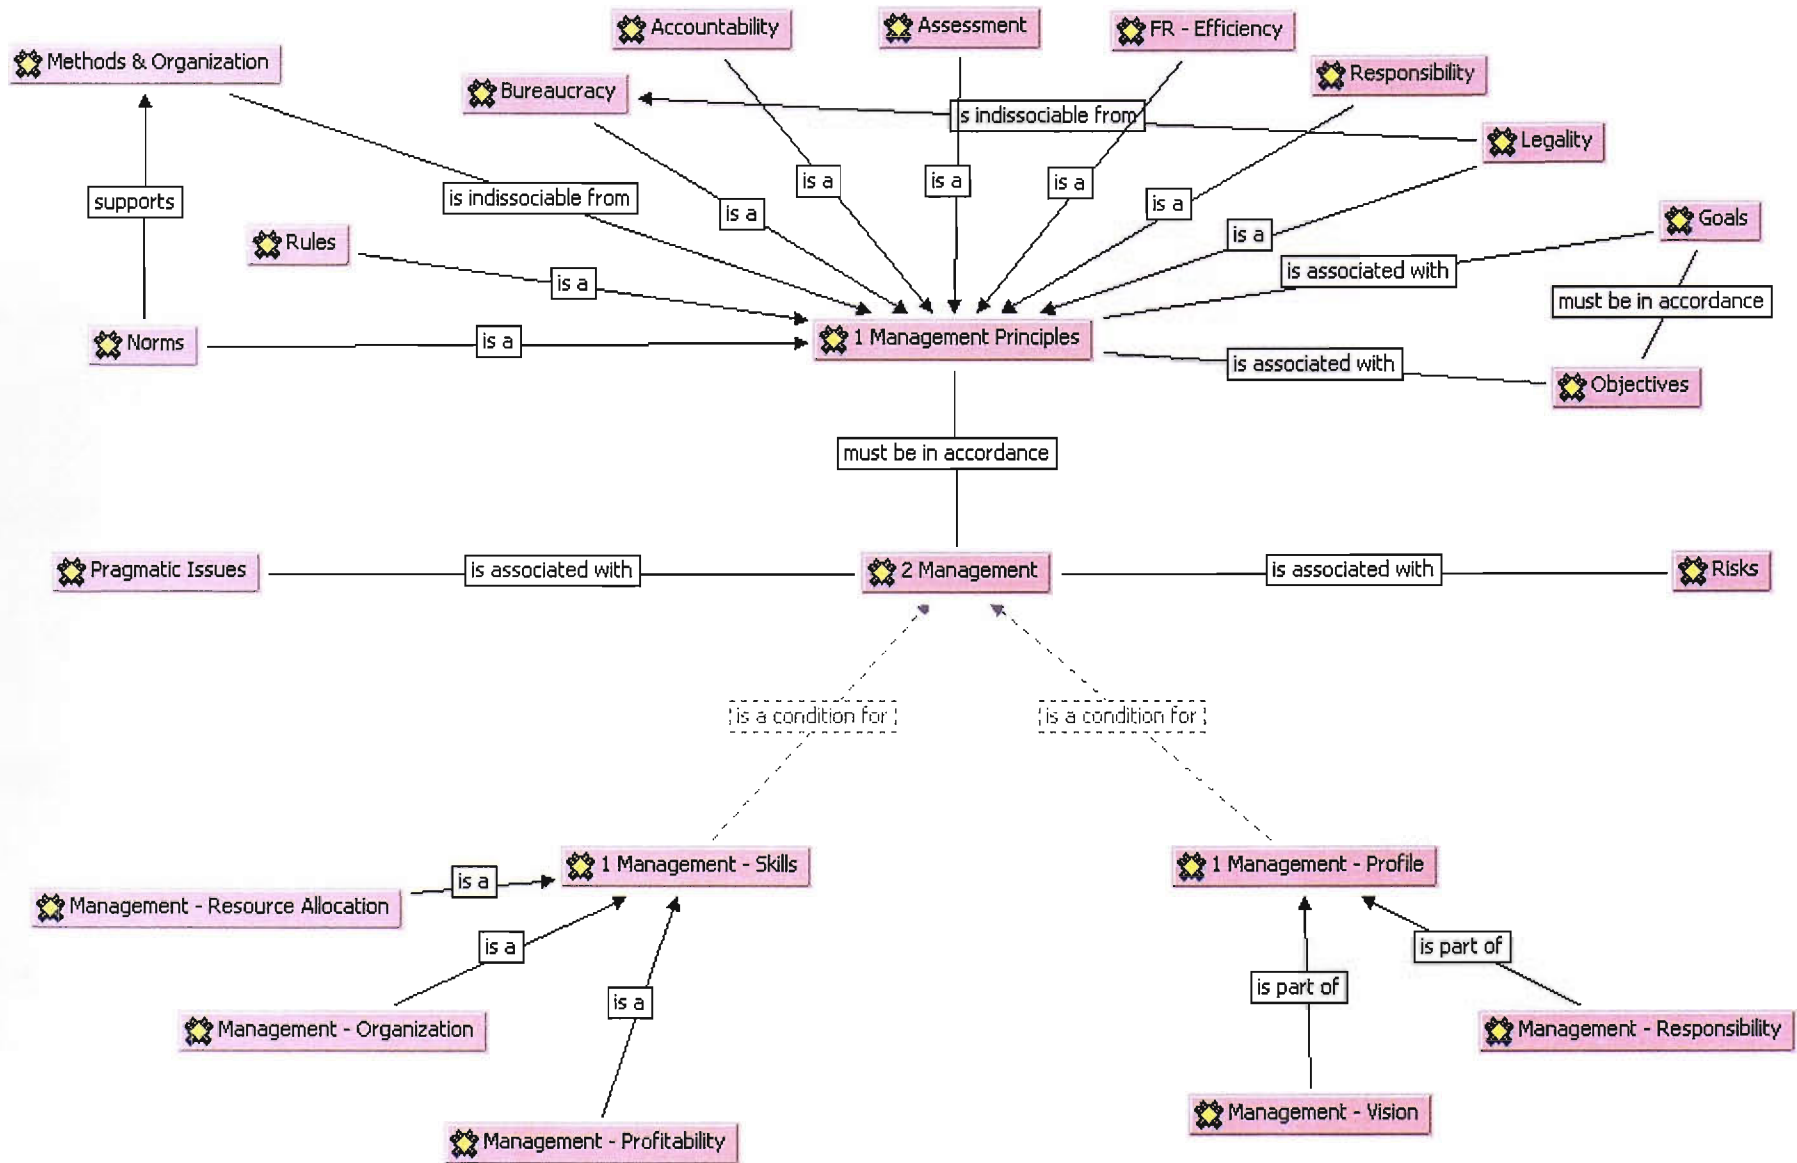 Accountability
Assessment
FR - Efficiency
Methods & Organization
Responsibility
Bureaucracy
is indissociable from
Legality
is a
is a
is a
supports
is indissociable from
is a
is a
Goals
is a
Rules
is associated with
is a
must be in accordance
Norms
is a
1 Management Principles
is associated with
Objectives
must be in accordance
Pragmatic Issues
is associated with
2 Management
is associated with
Risks
is a condition for
is a condition for
1 Management - Skills
1 Management - Profile
is a
Management - Resource Allocation
is a
is part of
is part of
is a
Management - Organization
Management - Responsibility
Management - Vision
Management - Profitability